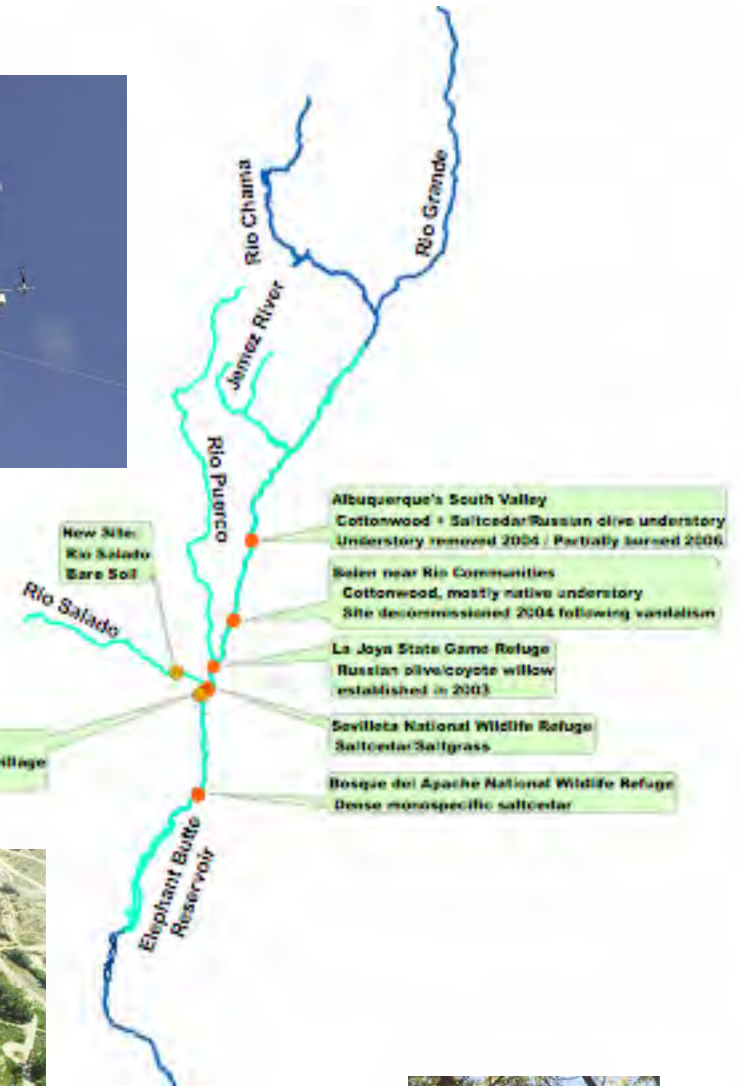 Rio Chama
Rio Grande
Jemez River
Rio Puerco
Albuquerque's South Valley
Cottonwood + Saltcedar/Russian olive understory
Understory removed 2004 / Partially burned 2006
New Site:
Rio Salado
Bare Soil
Belen near Rio Communities
Cottonwood, mostly native understory
Site decommissioned 2004 following vandalism
Rio Salado
La Joya State Game Refuge
Russian olive/coyote willow
established in 2003
Sevilleta National Wildlife Refuge
Saltcedar/Saltgrass
illage
Bosque del Apache National Wildlife Refuge
Dense monospecific saltcedar
Elephant Butte
Reservoir